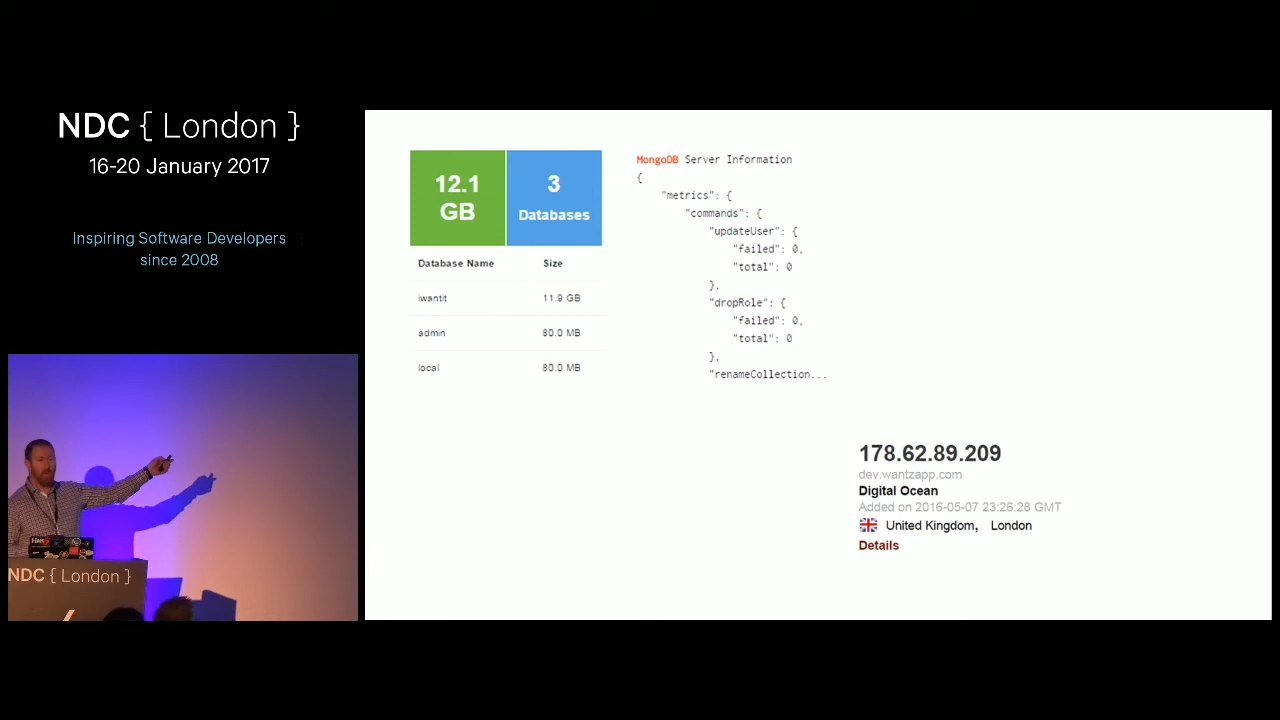 NDC { London }
16-20 January 2017
Inspiring Software Developers
since 2008
NDC { London }
12.1
GB
3
Databases
Database Name Size
iwantit 11.9 GB
admin 80.0 MB
local 80.0 MB
MongoDB Server Information
{
"metrics": {
"commands": {
"updateUser": {
"failed": 0,
"total": 0
},
"dropRole": {
"failed": 0,
"total": 0
},
"renameCollection...
178.62.89.209
dev.wantzapp.com
Digital Ocean
Added on 2016-05-07 23:26:28 GMT
United Kingdom, London
Details